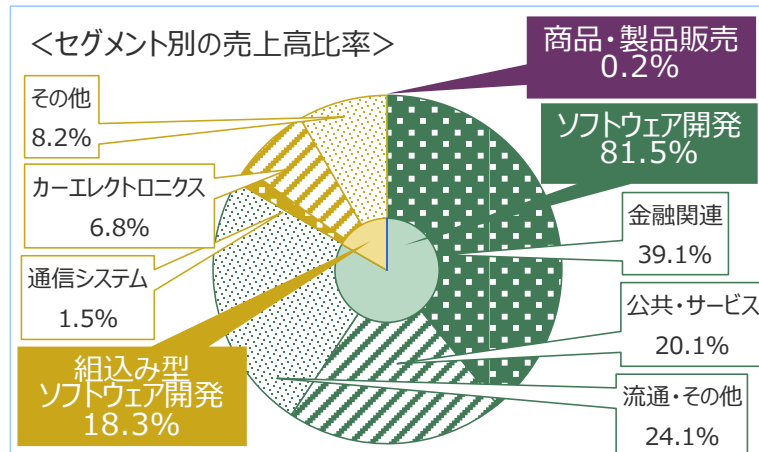 ＜セグメント別の売上高比率＞
商品・製品販売
0.2%
ソフトウェア開発
81.5%
金融関連
39.1%
公共・サービス
20.1%
流通・その他
24.1%
その他
8.2%
カーエレクトロニクス
6.8%
通信システム
1.5%
組込み型
ソフトウェア開発
18.3%